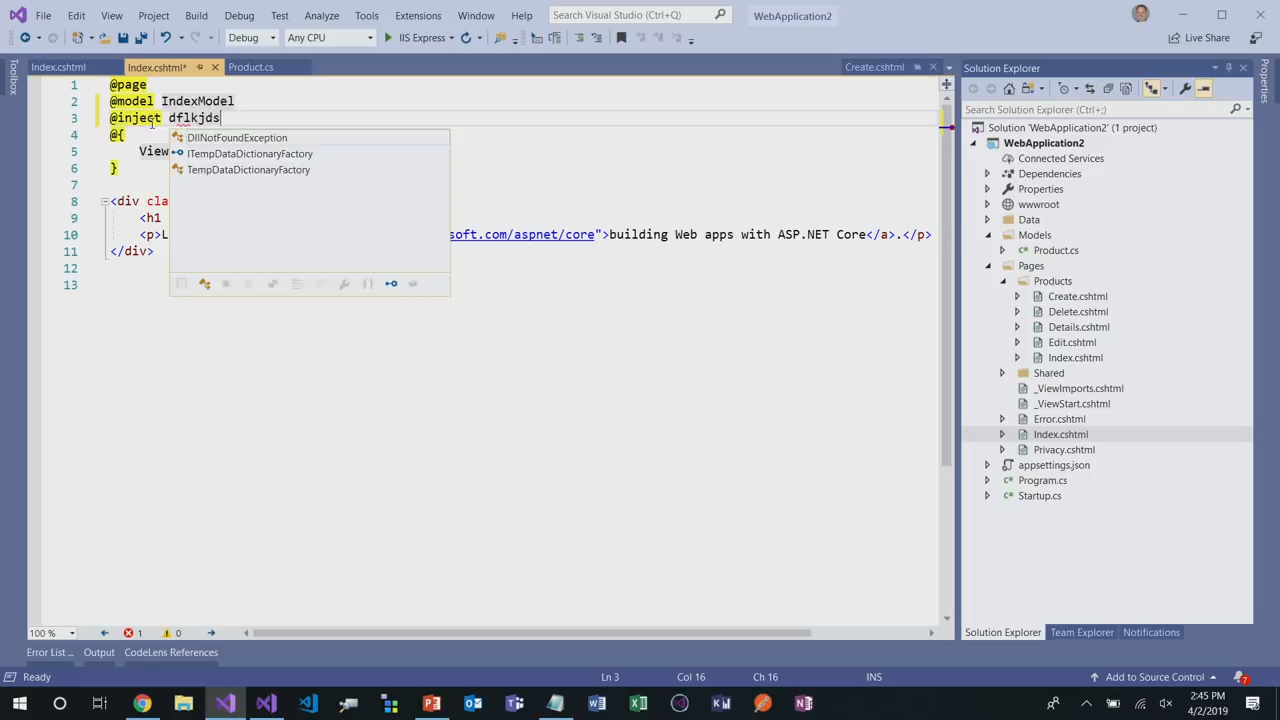 File Edit View Project Build Debug Test Analyze Tools Extensions Window Help Search Visual Studio (Ctrl+Q) WebApplication2
Debug Any CPU IIS Express Live Share
Index.cshtml Index.cshtml* Product.cs Create.cshtml Solution Explorer
Toolbox
Properties
Search Solution Explorer (Ctrl+;)
1 @page
2 @model IndexModel
3 @inject dflkjds
4 @{
5 View
6 }
7
8 <div cla
9 <h1
10 <p>L soft.com/aspnet/core">building Web apps with ASP.NET Core</a>.</p>
11 </div>
12
13
DllNotFoundException
ITempDataDictionaryFactory
TempDataDictionaryFactory
Solution 'WebApplication2' (1 project)
WebApplication2
Connected Services
Dependencies
Properties
wwwroot
Data
Models
Product.cs
Pages
Products
Create.cshtml
Delete.cshtml
Details.cshtml
Edit.cshtml
Index.cshtml
Shared
_ViewImports.cshtml
_ViewStart.cshtml
Error.cshtml
Index.cshtml
Privacy.cshtml
appsettings.json
Program.cs
Startup.cs
100 % 1 0
Solution Explorer Team Explorer Notifications
Error List ... Output CodeLens References
Ready Ln 3 Col 16 Ch 16 INS Add to Source Control 7
2:45 PM
4/2/2019